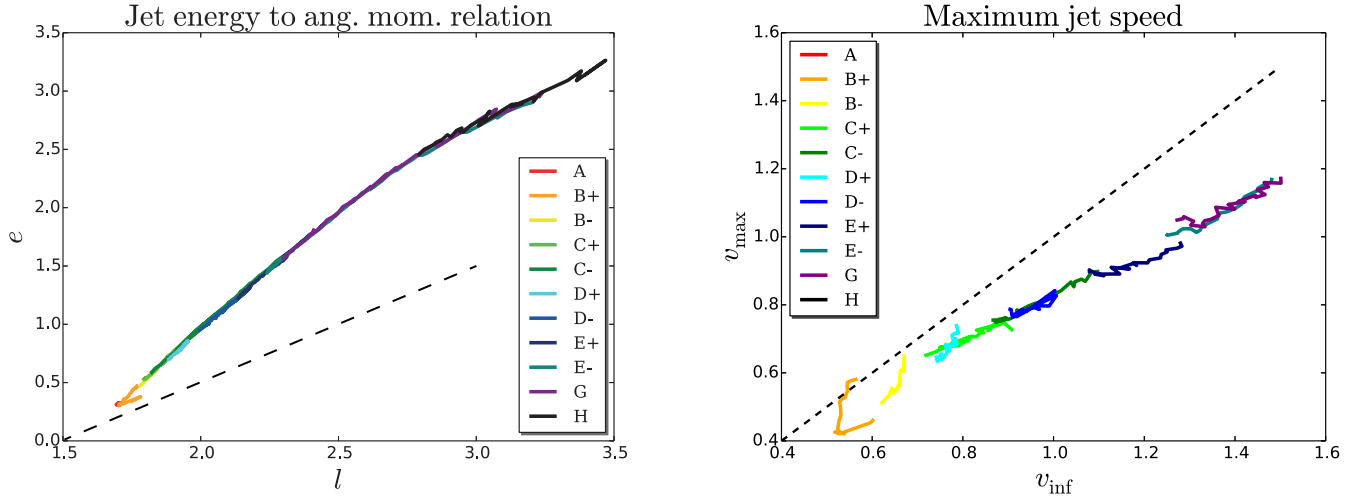 Jet energy to ang. mom. relation
3.5
3.0
2.5
2.0
1.5
1.0
0.5
0.0
e
1.5
2.0
2.5
3.0
3.5
l
A
B+
B-
C+
C-
D+
D-
E+
E-
G
H
Maximum jet speed
1.6
1.4
1.2
1.0
0.8
0.6
0.4
v_max
0.4
0.6
0.8
1.0
1.2
1.4
1.6
v_inf
A
B+
B-
C+
C-
D+
D-
E+
E-
G
H